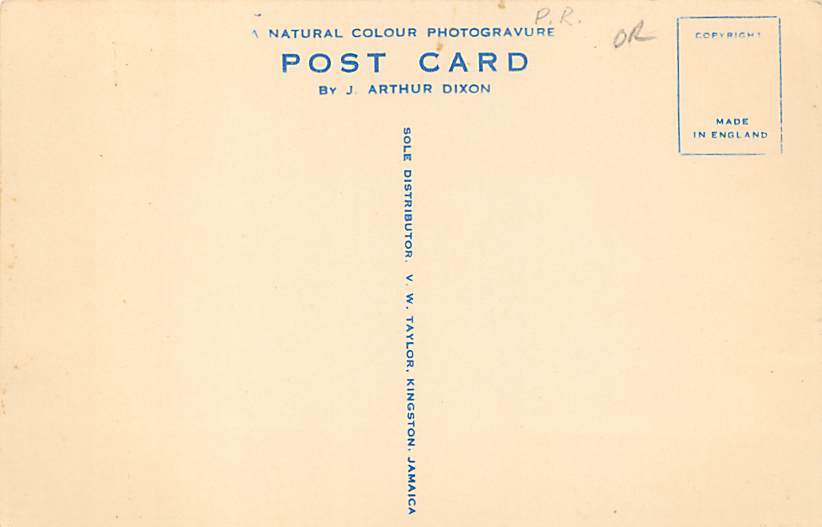 A NATURAL COLOUR PHOTOGRAVURE
POST CARD
BY J. ARTHUR DIXON
P.R.
OR
COPYRIGHT
MADE
IN ENGLAND
SOLE DISTRIBUTOR. V. W. TAYLOR, KINGSTON, JAMAICA